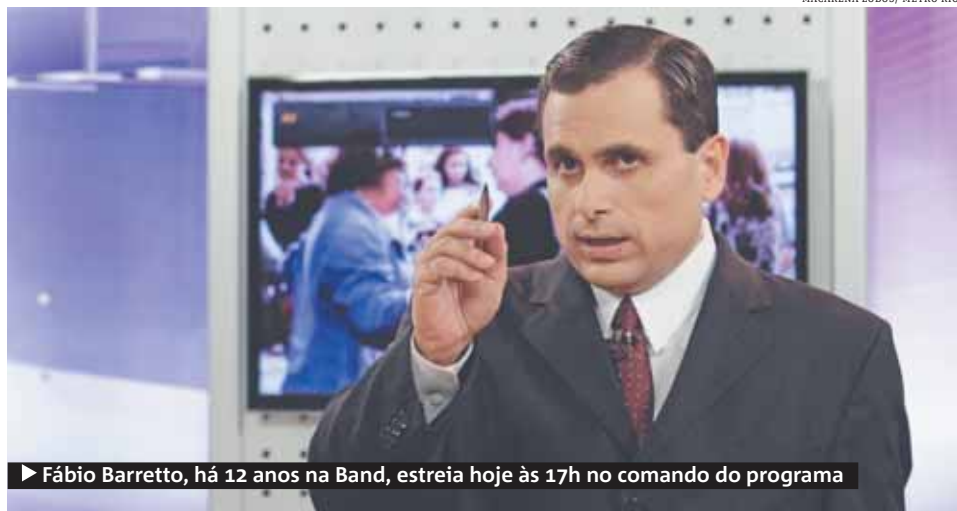 ▶ Fábio Barretto, há 12 anos na Band, estreia hoje às 17h no comando do programa